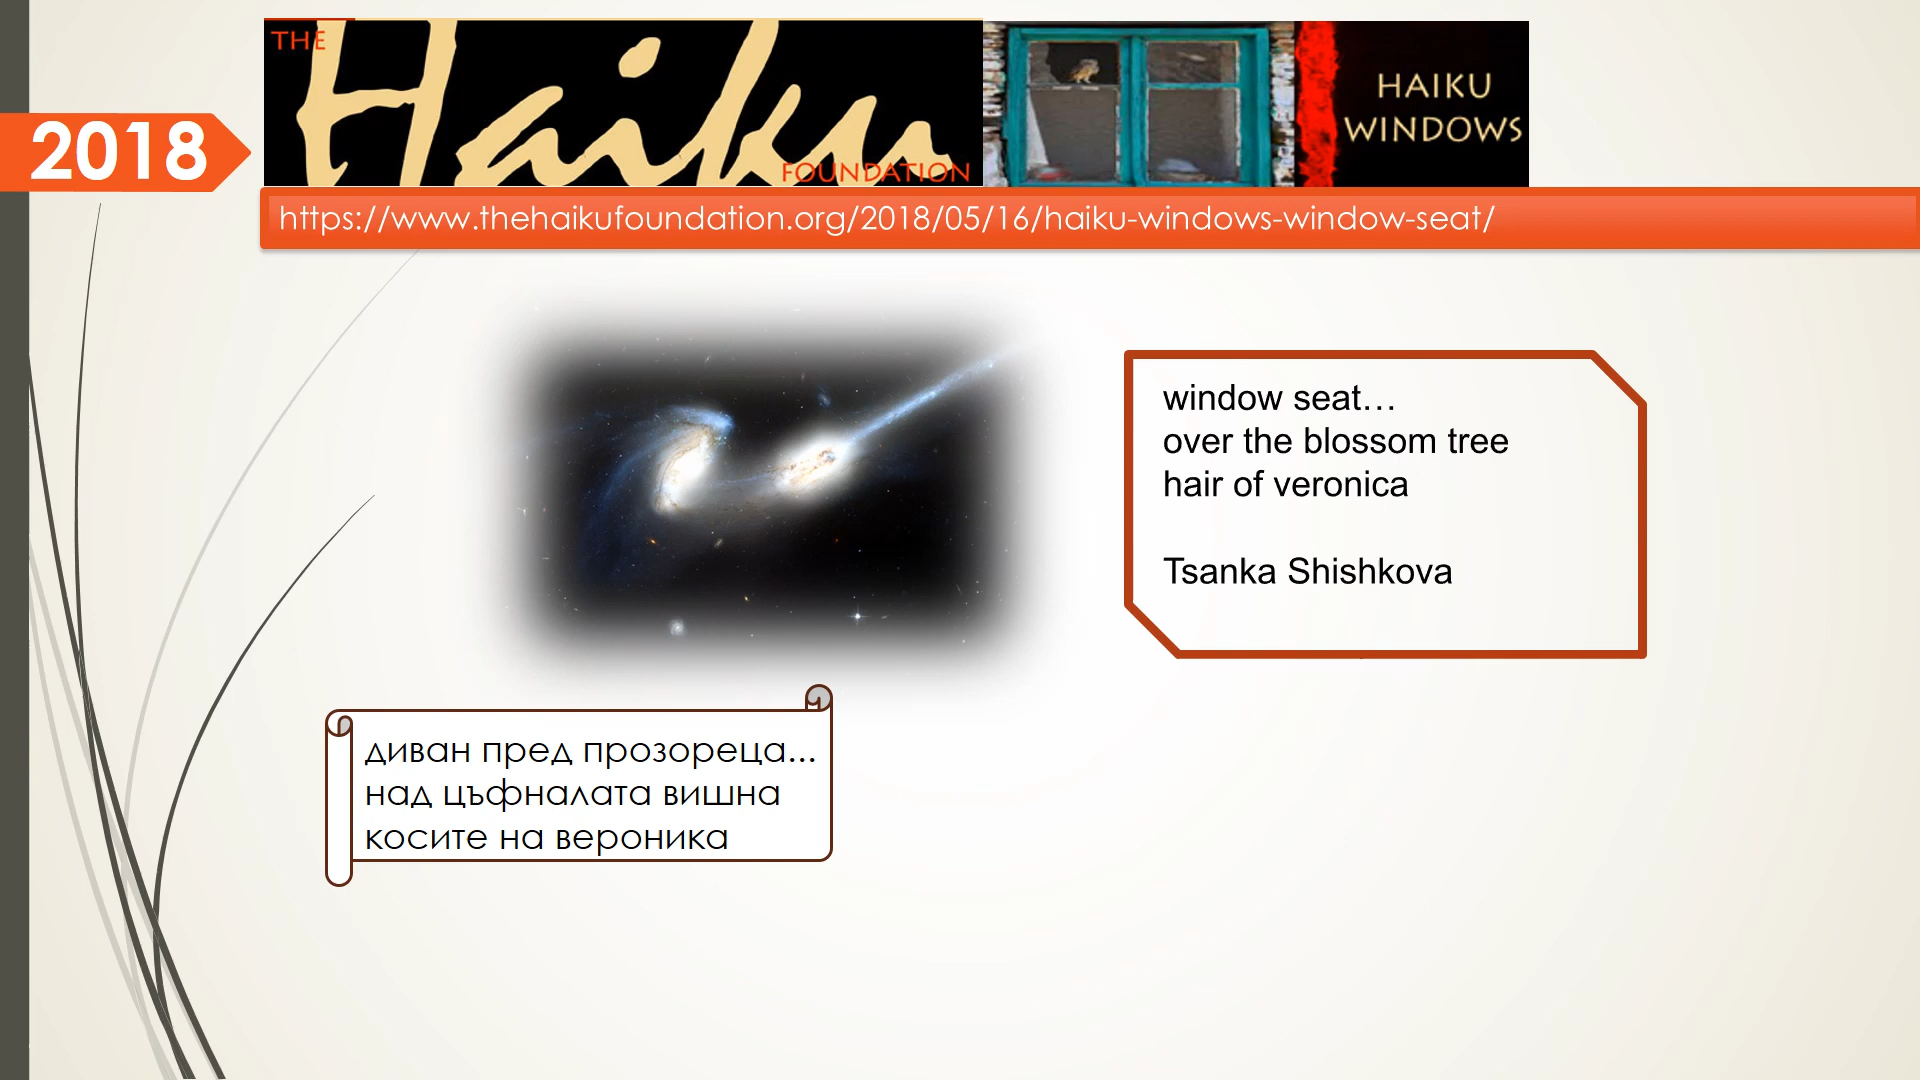 THE
Haiku
FOUNDATION
HAIKU
WINDOWS
2018
https://www.thehaikufoundation.org/2018/05/16/haiku-windows-window-seat/
window seat…
over the blossom tree
hair of veronica
Tsanka Shishkova
диван пред прозореца...
над цъфналата вишна
косите на вероника